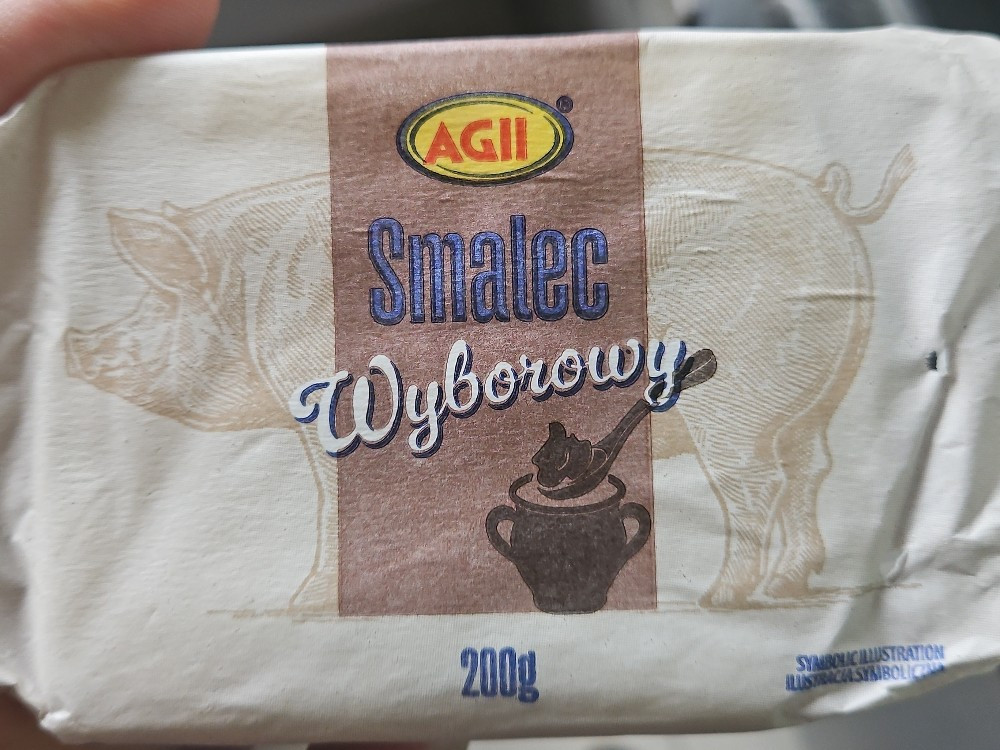 AGII®
Smalec
Wyborowy
200g
SYMBOLIC ILLUSTRATION
ILUSTRACJA SYMBOLICZNA